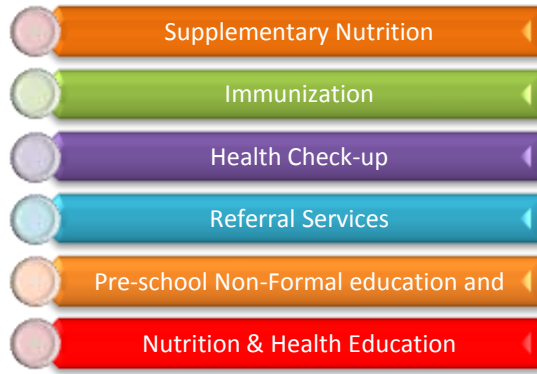 Supplementary Nutrition
Immunization
Health Check-up
Referral Services
Pre-school Non-Formal education and
Nutrition & Health Education